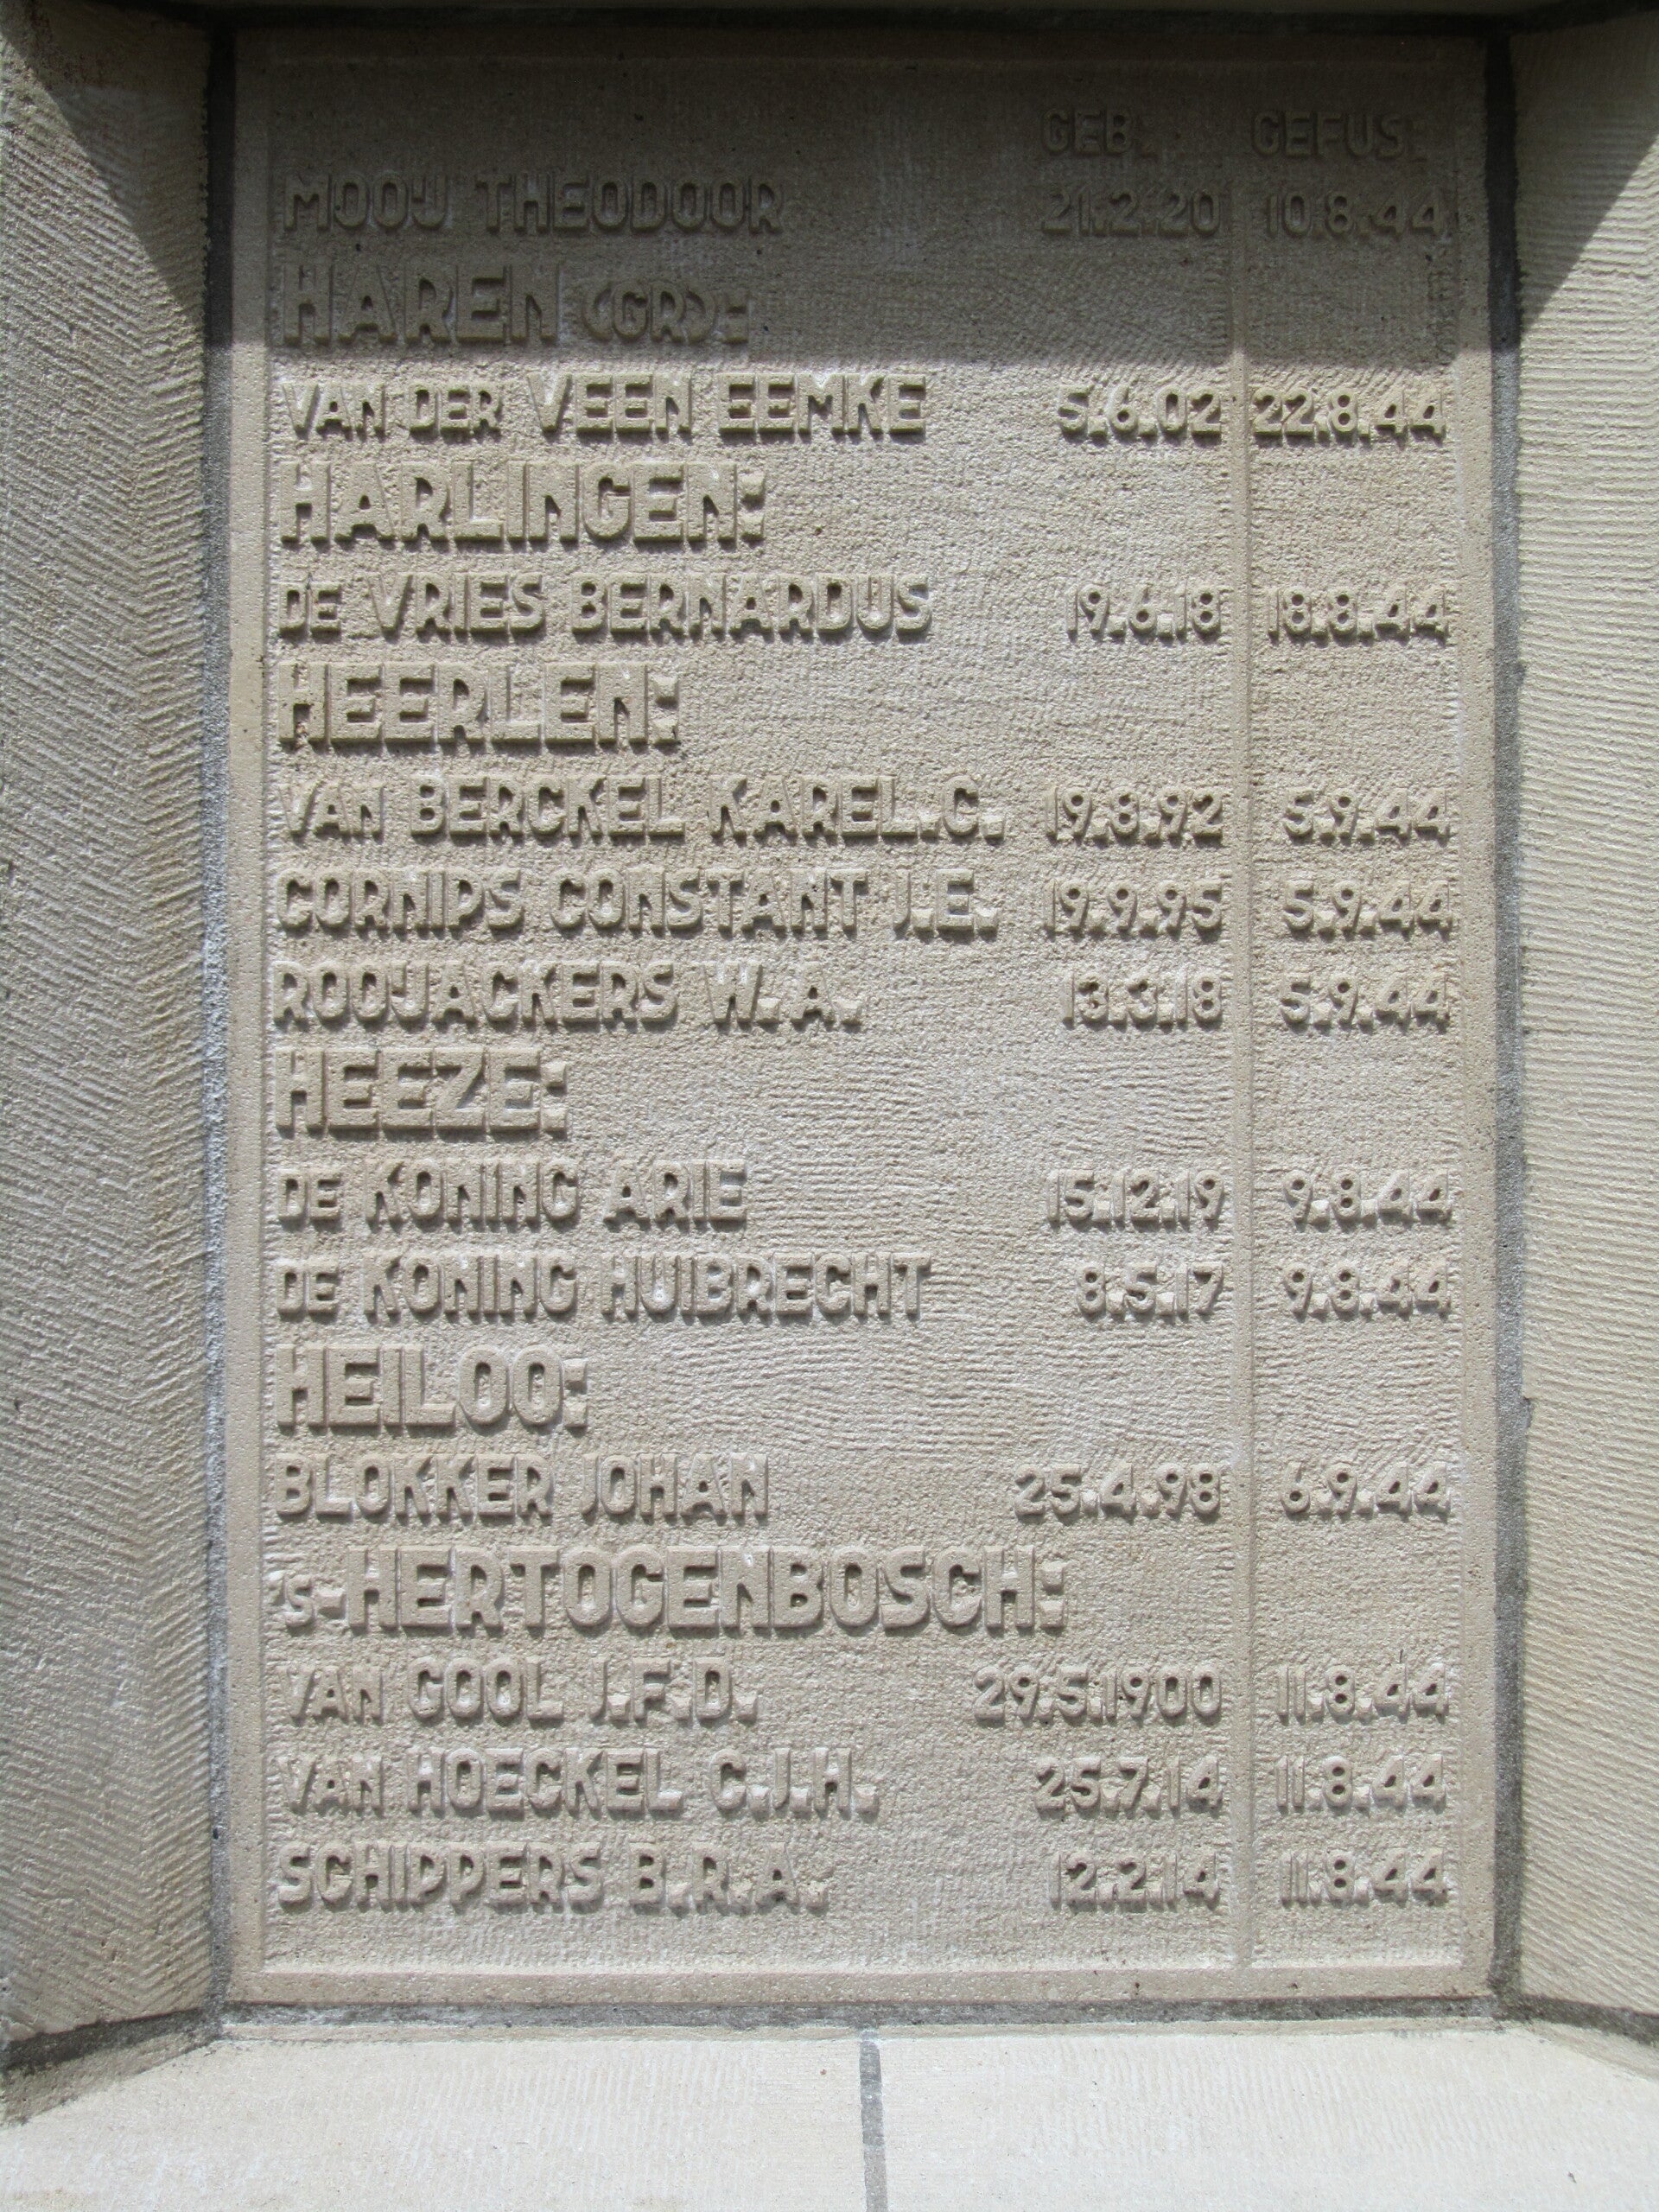 GEB: GEFUS:
MOOIJ THEODOOR 21.2.20 10.8.44
HAREN (GR):
VAN DER VEEN EEMKE 5.6.02 22.8.44
HARLINGEN:
DE VRIES BERNARDUS 19.6.18 18.8.44
HEERLEN:
VAN BERCKEL KAREL.C. 19.8.92 5.9.44
CORNIPS CONSTANT J.E. 19.9.95 5.9.44
ROOIJACKERS W.A. 13.3.18 5.9.44
HEEZE:
DE KONING ARIE 15.12.19 9.8.44
DE KONING HUIBRECHT 8.5.17 9.8.44
HEILOO:
BLOKKER JOHAN 25.4.98 6.9.44
's-HERTOGENBOSCH:
VAN GOOL J.F.D. 29.5.1900 11.8.44
VAN HOECKEL C.J.H. 25.7.14 11.8.44
SCHIPPERS B.R.A. 12.2.14 11.8.44